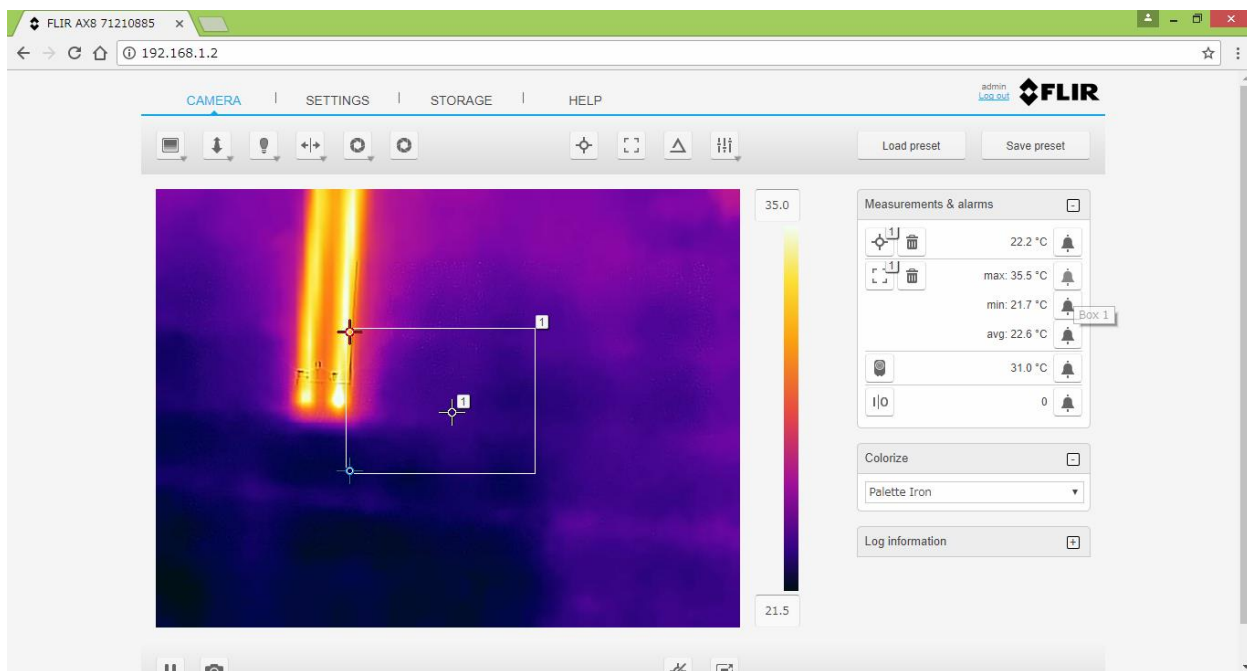 FLIR AX8 71210885
192.168.1.2
CAMERA SETTINGS STORAGE HELP
admin
Log out
FLIR
Load preset Save preset
35.0
21.5
1
1
Measurements & alarms
1 22.2 °C
1 max: 35.5 °C
min: 21.7 °C
Box 1
avg: 22.6 °C
31.0 °C
I|O 0
Colorize
Palette Iron
Log information